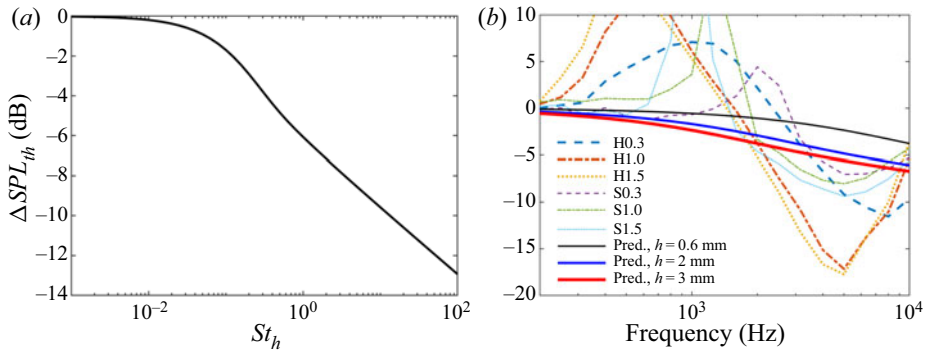 (a)
(b)
0
−2
−4
−6
−8
−10
−12
−14
ΔSPL_th (dB)
10^−2
10^0
10^2
St_h
10
5
0
−5
−10
−15
−20
H0.3
H1.0
H1.5
S0.3
S1.0
S1.5
Pred., h = 0.6 mm
Pred., h = 2 mm
Pred., h = 3 mm
10^3
10^4
Frequency (Hz)